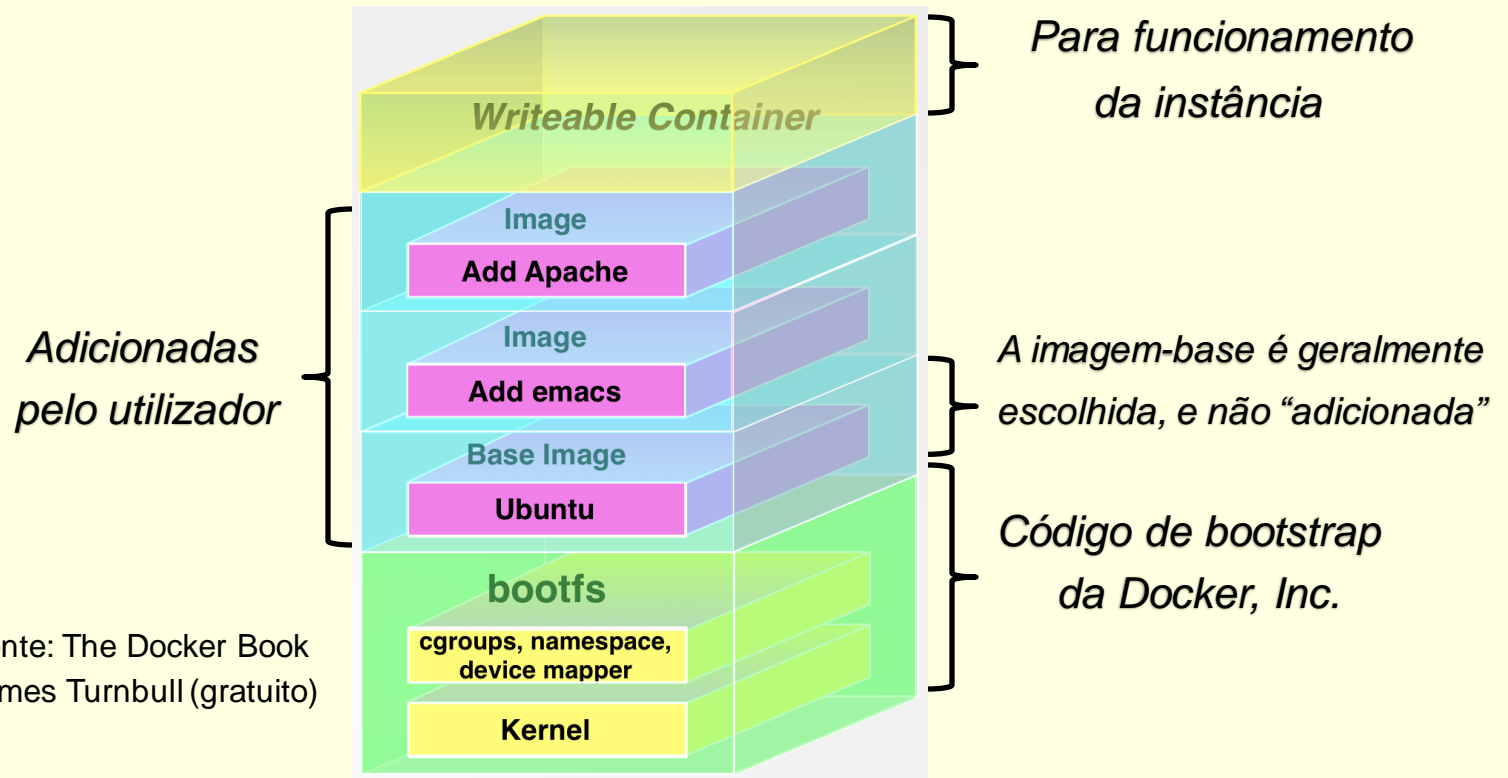 Para funcionamento
da instância
Writeable Container
Image
Add Apache
Image
Add emacs
Base Image
Ubuntu
bootfs
cgroups, namespace,
device mapper
Kernel
Adicionadas
pelo utilizador
A imagem-base é geralmente
escolhida, e não “adicionada”
Código de bootstrap
da Docker, Inc.
nte: The Docker Book
mes Turnbull (gratuito)